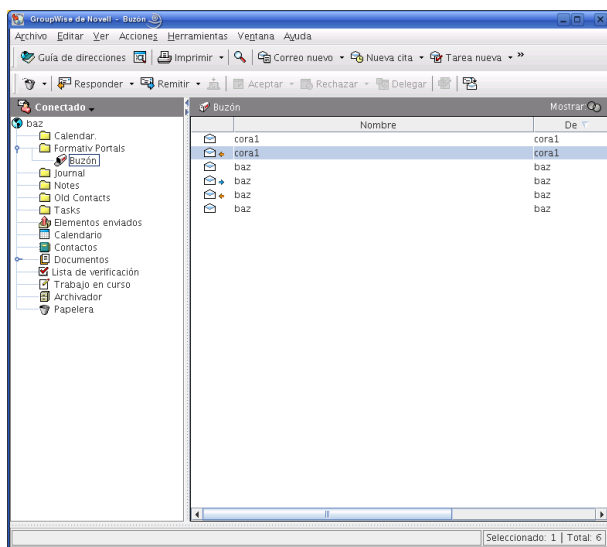 GroupWise de Novell - Buzón
Archivo Editar Ver Acciones Herramientas Ventana Ayuda
Guía de direcciones Imprimir Correo nuevo Nueva cita Tarea nueva »
Responder Remitir Aceptar Rechazar Delegar
Conectado
Buzón Mostrar:
baz
Calendar.
Formativ Portals
Buzón
Journal
Notes
Old Contacts
Tasks
Elementos enviados
Calendario
Contactos
Documentos
Lista de verificación
Trabajo en curso
Archivador
Papelera
Nombre De
cora1 cora1
cora1 cora1
baz baz
baz baz
baz baz
baz baz
Seleccionado: 1 Total: 6